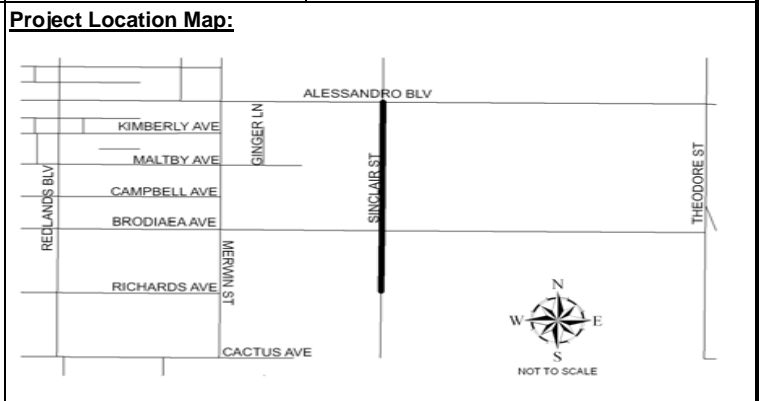 Project Location Map:
ALESSANDRO BLV
KIMBERLY AVE
GINGER LN
MALTBY AVE
SINCLAIR ST
THEODORE ST
REDLANDS BLV
CAMPBELL AVE
BRODIAEA AVE
MERWIN ST
RICHARDS AVE
N
W
E
S
CACTUS AVE
NOT TO SCALE